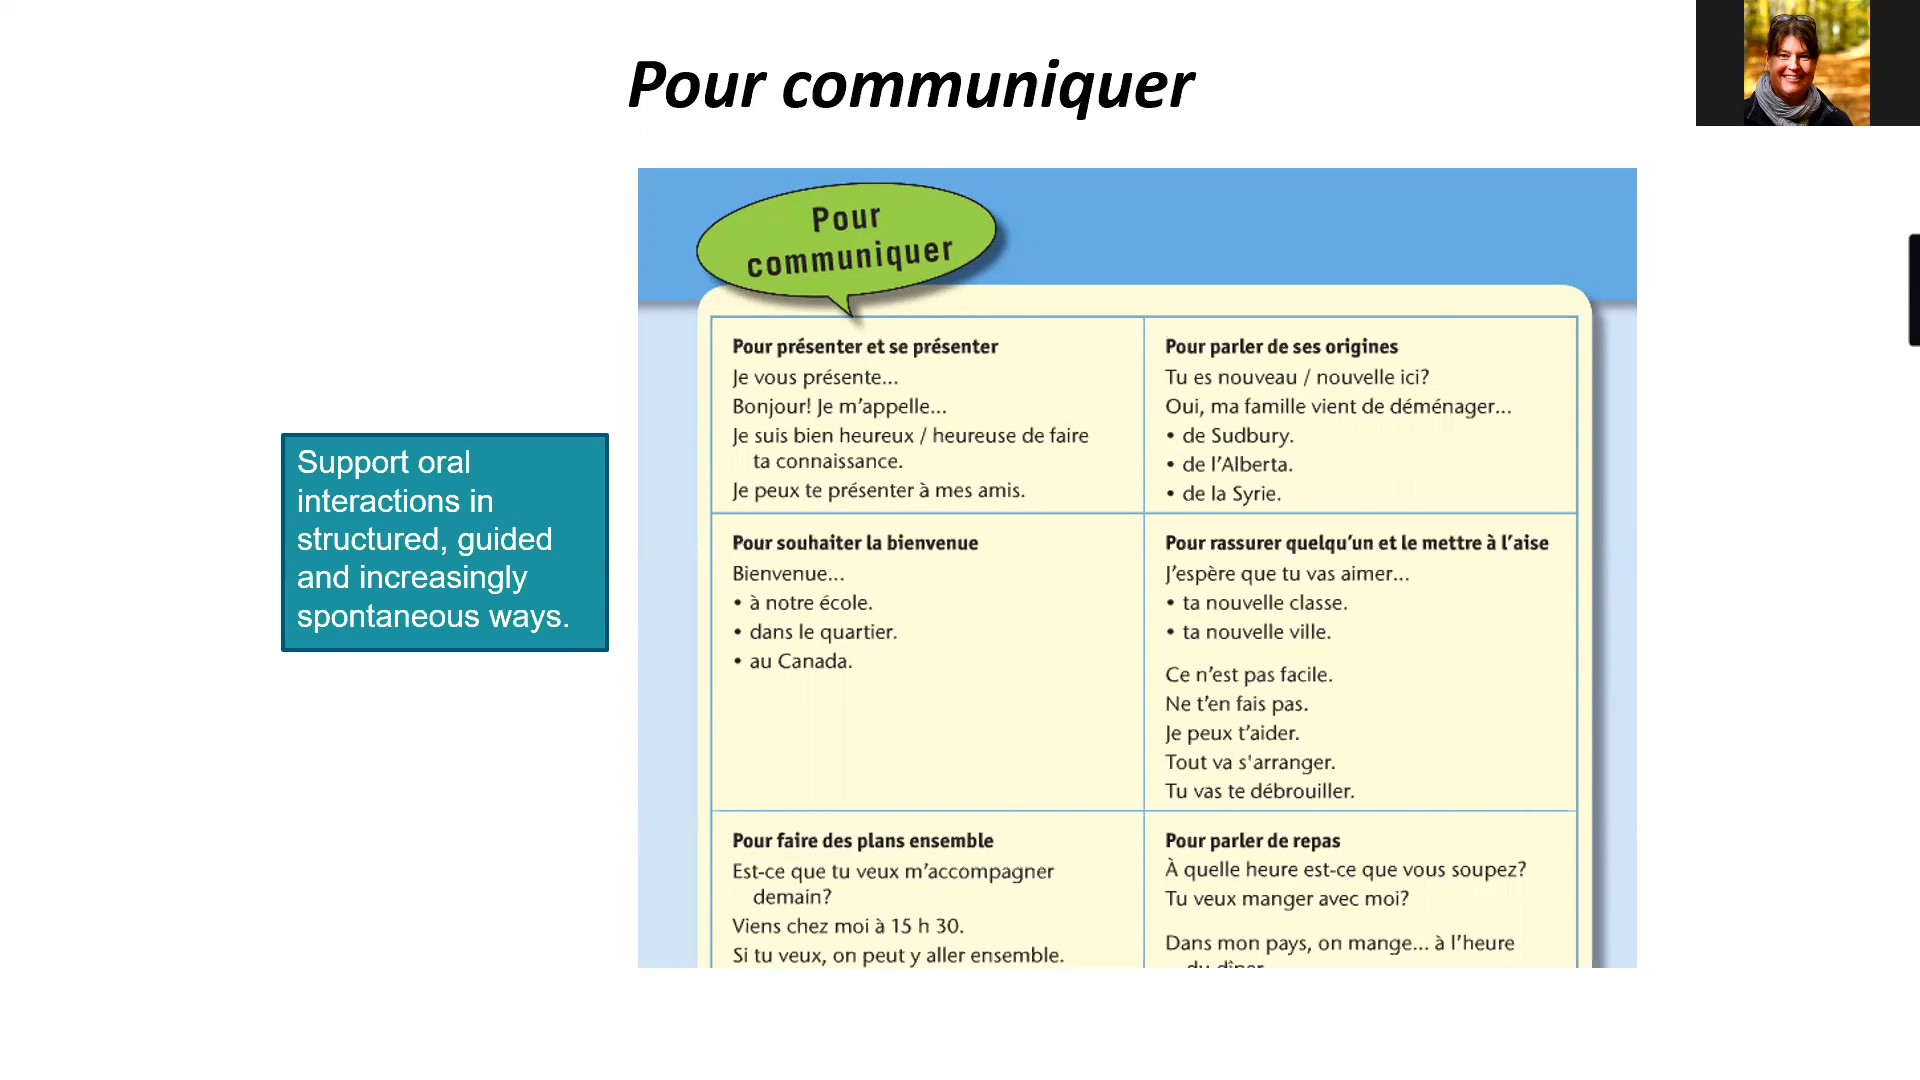 Pour communiquer
Support oral
interactions in
structured, guided
and increasingly
spontaneous ways.
Pour
communiquer
Pour présenter et se présenter
Je vous présente...
Bonjour! Je m’appelle...
Je suis bien heureux / heureuse de faire
ta connaissance.
Je peux te présenter à mes amis.
Pour parler de ses origines
Tu es nouveau / nouvelle ici?
Oui, ma famille vient de déménager...
• de Sudbury.
• de l’Alberta.
• de la Syrie.
Pour souhaiter la bienvenue
Bienvenue...
• à notre école.
• dans le quartier.
• au Canada.
Pour rassurer quelqu’un et le mettre à l’aise
J’espère que tu vas aimer...
• ta nouvelle classe.
• ta nouvelle ville.
Ce n’est pas facile.
Ne t’en fais pas.
Je peux t’aider.
Tout va s'arranger.
Tu vas te débrouiller.
Pour faire des plans ensemble
Est-ce que tu veux m’accompagner
demain?
Viens chez moi à 15 h 30.
Si tu veux, on peut y aller ensemble.
Pour parler de repas
À quelle heure est-ce que vous soupez?
Tu veux manger avec moi?
Dans mon pays, on mange... à l’heure
du dîner